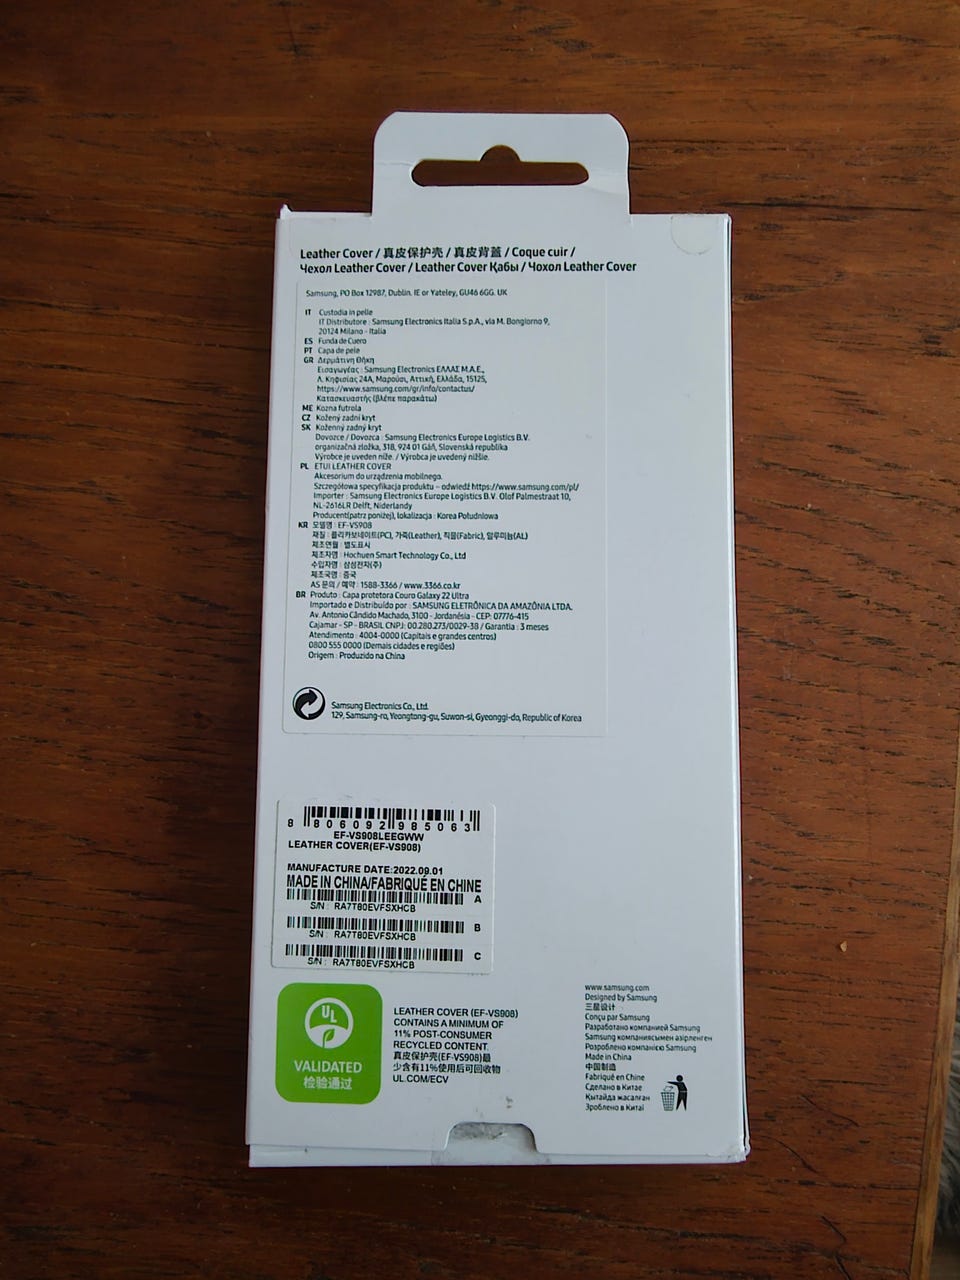 Leather Cover / 真皮保护壳 / 真皮背蓋 / Coque cuir /
Чехол Leather Cover / Leather Cover Қабы / Чохол Leather Cover
Samsung, PO Box 12987, Dublin. IE or Yateley, GU46 6GG. UK
IT Custodia in pelle
IT Distributore : Samsung Electronics Italia S.p.A., via M. Bongiorno 9,
20124 Milano - Italia
ES Funda de Cuero
PT Capa de pele
GR Δερμάτινη Θήκη
Εισαγωγέας : Samsung Electronics ΕΛΛΑΣ Μ.Α.Ε.,
Λ. Κηφισίας 24Α, Μαρούσι, Αττική, Ελλάδα, 15125,
https://www.samsung.com/gr/info/contactus/
Κατασκευαστής (βλέπε παρακάτω)
ME Kozna futrola
CZ Kožený zadní kryt
SK Koženný zadný kryt
Dovozce / Dovozca : Samsung Electronics Europe Logistics B.V.
organizačná zložka, 318, 924 01 Gáň, Slovenská republika
Výrobce je uveden níže. / Výrobca je uvedený nižšie.
PL ETUI LEATHER COVER
Akcesorium do urządzenia mobilnego.
Szczegółowa specyfikacja produktu – odwiedź https://www.samsung.com/pl/
Importer : Samsung Electronics Europe Logistics B.V. Olof Palmestraat 10,
NL-2616LR Delft, Niderlandy
Producent(patrz poniżej), lokalizacja : Korea Południowa
KR 모델명 : EF-VS908
재질 : 폴리카보네이트(PC), 가죽(Leather), 직물(Fabric), 알루미늄(AL)
제조연월 : 별도표시
제조자명 : Hochuen Smart Technology Co., Ltd
수입자명 : 삼성전자(주)
제조국명 : 중국
AS 문의 / 예약 : 1588-3366 / www.3366.co.kr
BR Produto : Capa protetora Couro Galaxy 22 Ultra
Importado e Distribuído por : SAMSUNG ELETRÔNICA DA AMAZÔNIA LTDA.
Av. Antonio Cândido Machado, 3100 - Jordanésia - CEP: 07776-415
Cajamar - SP - BRASIL CNPJ: 00.280.273/0029-38 / Garantia : 3 meses
Atendimento : 4004-0000 (Capitais e grandes centros)
0800 555 0000 (Demais cidades e regiões)
Origem : Produzido na China
Samsung Electronics Co., Ltd.
129, Samsung-ro, Yeongtong-gu, Suwon-si, Gyeonggi-do, Republic of Korea
8 806092 985063
EF-VS908LEEGWW
LEATHER COVER(EF-VS908)
MANUFACTURE DATE:2022.09.01
MADE IN CHINA/FABRIQUÉ EN CHINE
A
S/N : RA7T80EVFSXHCB
B
S/N : RA7T80EVFSXHCB
C
S/N : RA7T80EVFSXHCB
UL
VALIDATED
检验通过
LEATHER COVER (EF-VS908)
CONTAINS A MINIMUM OF
11% POST-CONSUMER
RECYCLED CONTENT.
真皮保护壳(EF-VS908)最
少含有11%使用后可回收物
UL.COM/ECV
www.samsung.com
Designed by Samsung
三星设计
Conçu par Samsung
Разработано компанией Samsung
Samsung компаниясымен әзірленген
Розроблено компанією Samsung
Made in China
中国制造
Fabriqué en Chine
Сделано в Китае
Қытайда жасалған
Зроблено в Китаї